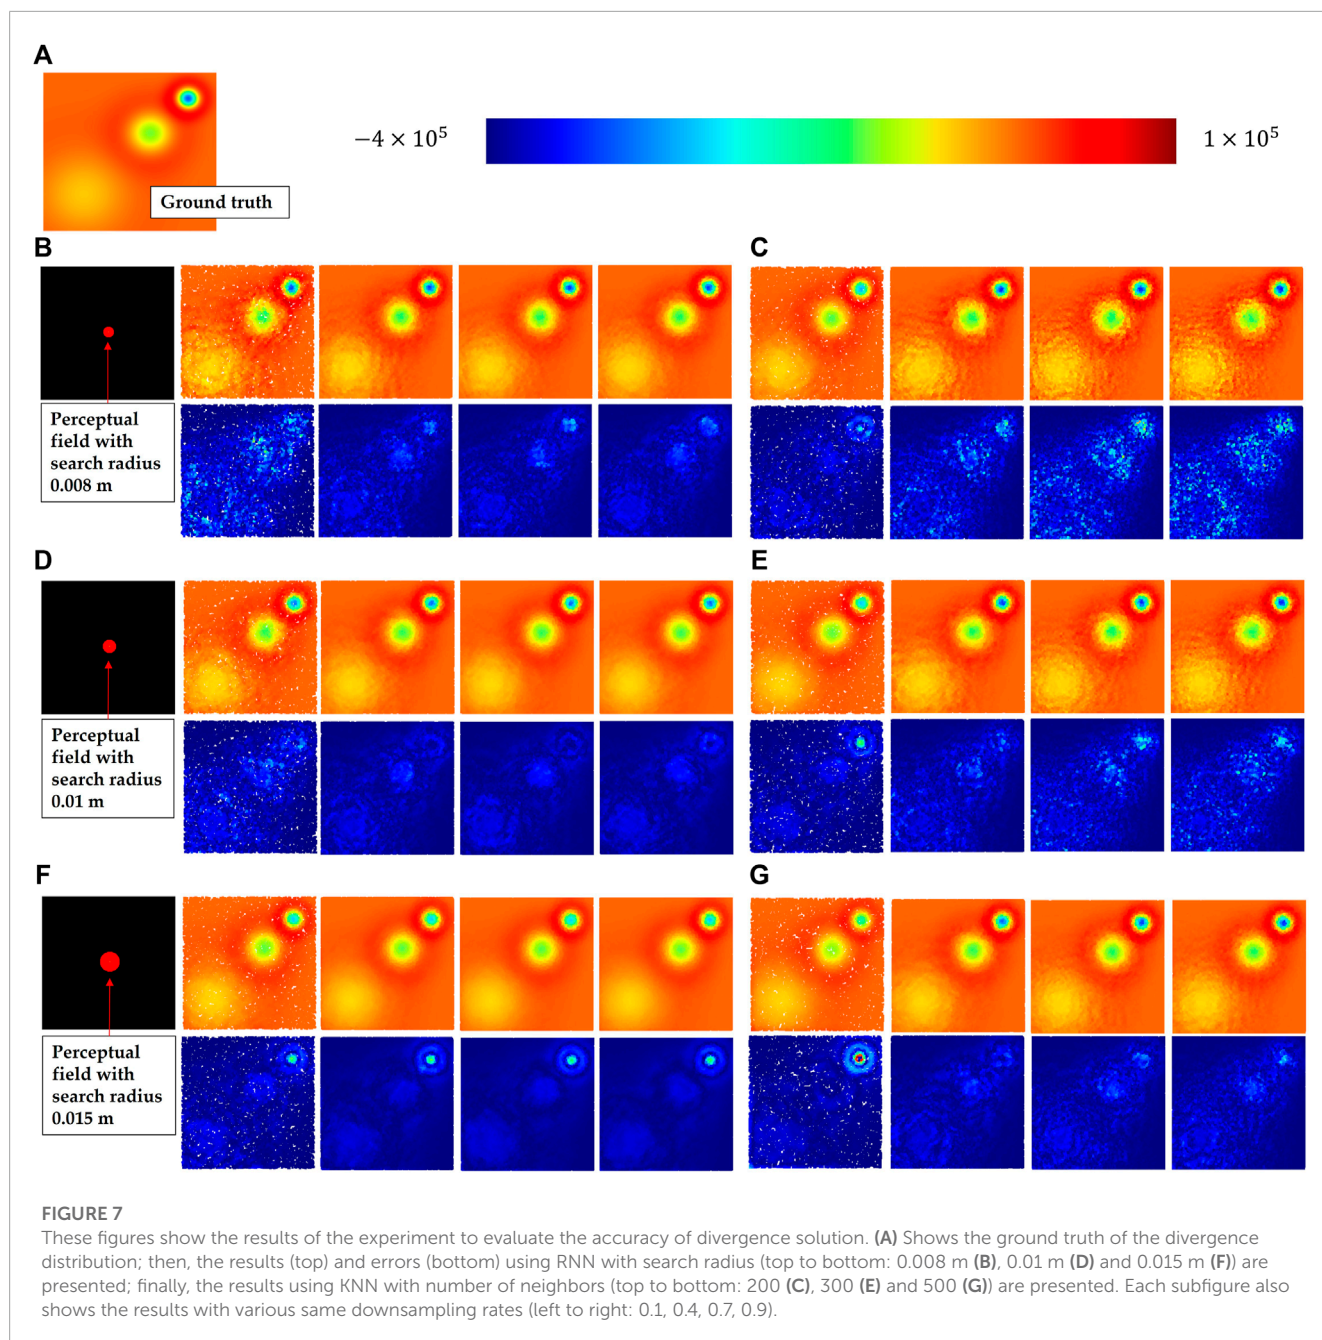 A
−4 × 10⁵
1 × 10⁵
Ground truth
B
C
Perceptual
field with
search radius
0.008 m
D
E
Perceptual
field with
search radius
0.01 m
F
G
Perceptual
field with
search radius
0.015 m
FIGURE 7
These figures show the results of the experiment to evaluate the accuracy of divergence solution. (A) Shows the ground truth of the divergence
distribution; then, the results (top) and errors (bottom) using RNN with search radius (top to bottom: 0.008 m (B), 0.01 m (D) and 0.015 m (F)) are
presented; finally, the results using KNN with number of neighbors (top to bottom: 200 (C), 300 (E) and 500 (G)) are presented. Each subfigure also
shows the results with various same downsampling rates (left to right: 0.1, 0.4, 0.7, 0.9).